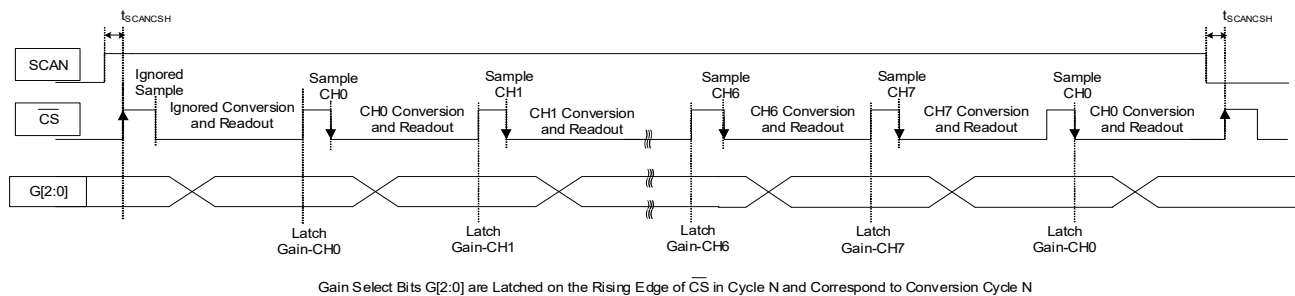 tSCANCSH
tSCANCSH
SCAN
Ignored
Sample
Sample
CH0
Sample
CH1
Sample
CH6
Sample
CH7
Sample
CH0
CS
Ignored Conversion
and Readout
CH0 Conversion
and Readout
CH1 Conversion
and Readout
CH6 Conversion
and Readout
CH7 Conversion
and Readout
CH0 Conversion
and Readout
G[2:0]
Latch
Gain-CH0
Latch
Gain-CH1
Latch
Gain-CH6
Latch
Gain-CH7
Latch
Gain-CH0
Gain Select Bits G[2:0] are Latched on the Rising Edge of CS in Cycle N and Correspond to Conversion Cycle N